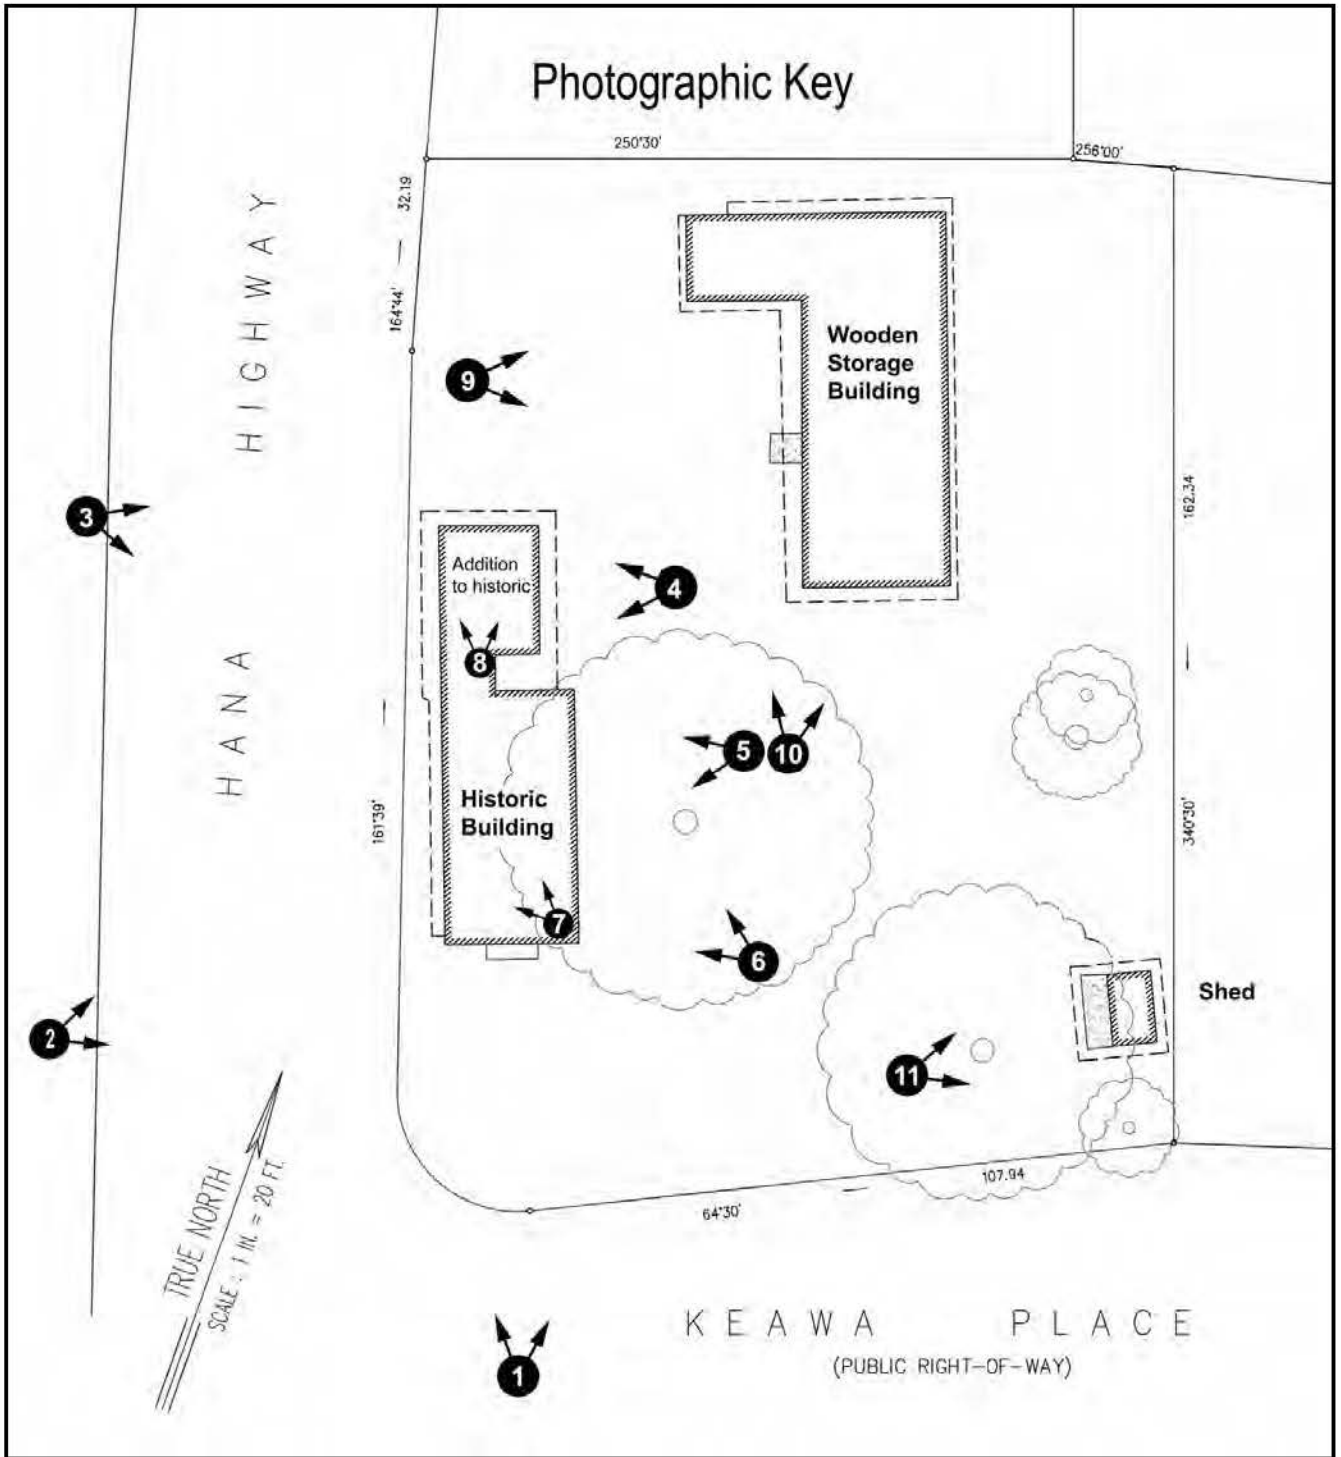 Photographic Key
250°30'
256°00'
32.19
164°44'
HANA HIGHWAY
Wooden
Storage
Building
9
3
162.34
Addition
to historic
4
8
5
10
Historic
Building
161°39'
340°30'
7
6
Shed
2
11
TRUE NORTH
SCALE : 1 IN. = 20 FT.
107.94
64°30'
KEAWA PLACE
(PUBLIC RIGHT-OF-WAY)
1